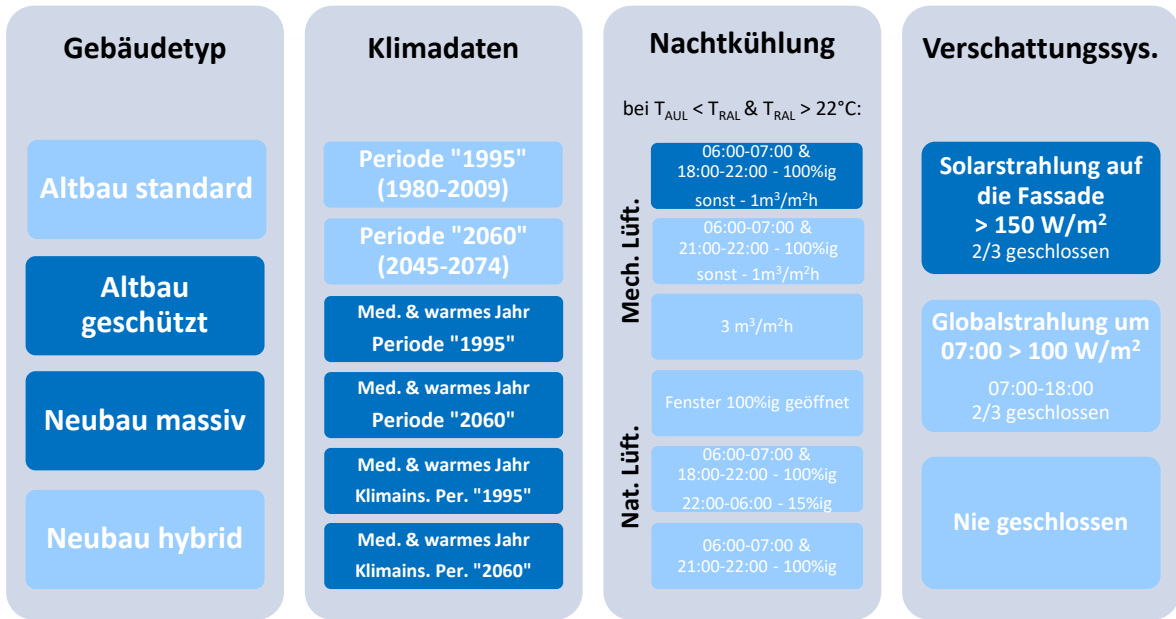 Gebäudetyp
Altbau standard
Altbau
geschützt
Neubau massiv
Neubau hybrid
Klimadaten
Periode "1995"
(1980-2009)
Periode "2060"
(2045-2074)
Med. & warmes Jahr
Periode "1995"
Med. & warmes Jahr
Periode "2060"
Med. & warmes Jahr
Klimains. Per. "1995"
Med. & warmes Jahr
Klimains. Per. "2060"
Nachtkühlung
bei T_AUL < T_RAL & T_RAL > 22°C:
Mech. Lüft.
06:00-07:00 &
18:00-22:00 - 100%ig
sonst - 1m³/m²h
06:00-07:00 &
21:00-22:00 - 100%ig
sonst - 1m³/m²h
3 m³/m²h
Nat. Lüft.
Fenster 100%ig geöffnet
06:00-07:00 &
18:00-22:00 - 100%ig
22:00-06:00 - 15%ig
06:00-07:00 &
21:00-22:00 - 100%ig
Verschattungssys.
Solarstrahlung auf
die Fassade
> 150 W/m²
2/3 geschlossen
Globalstrahlung um
07:00 > 100 W/m²
07:00-18:00
2/3 geschlossen
Nie geschlossen